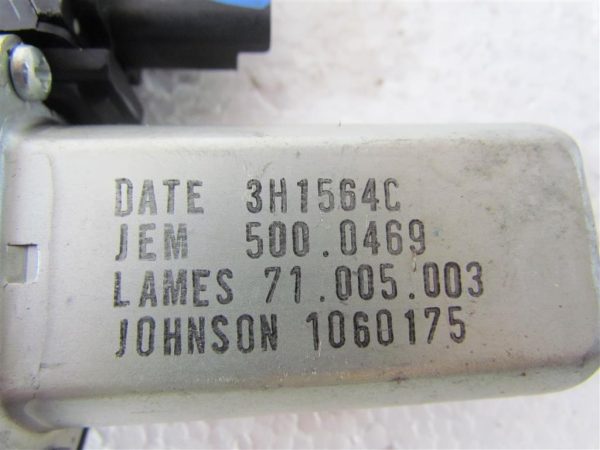 DATE 3H1564C
JEM 500.0469
LAMES 71.005.003
JOHNSON 1060175